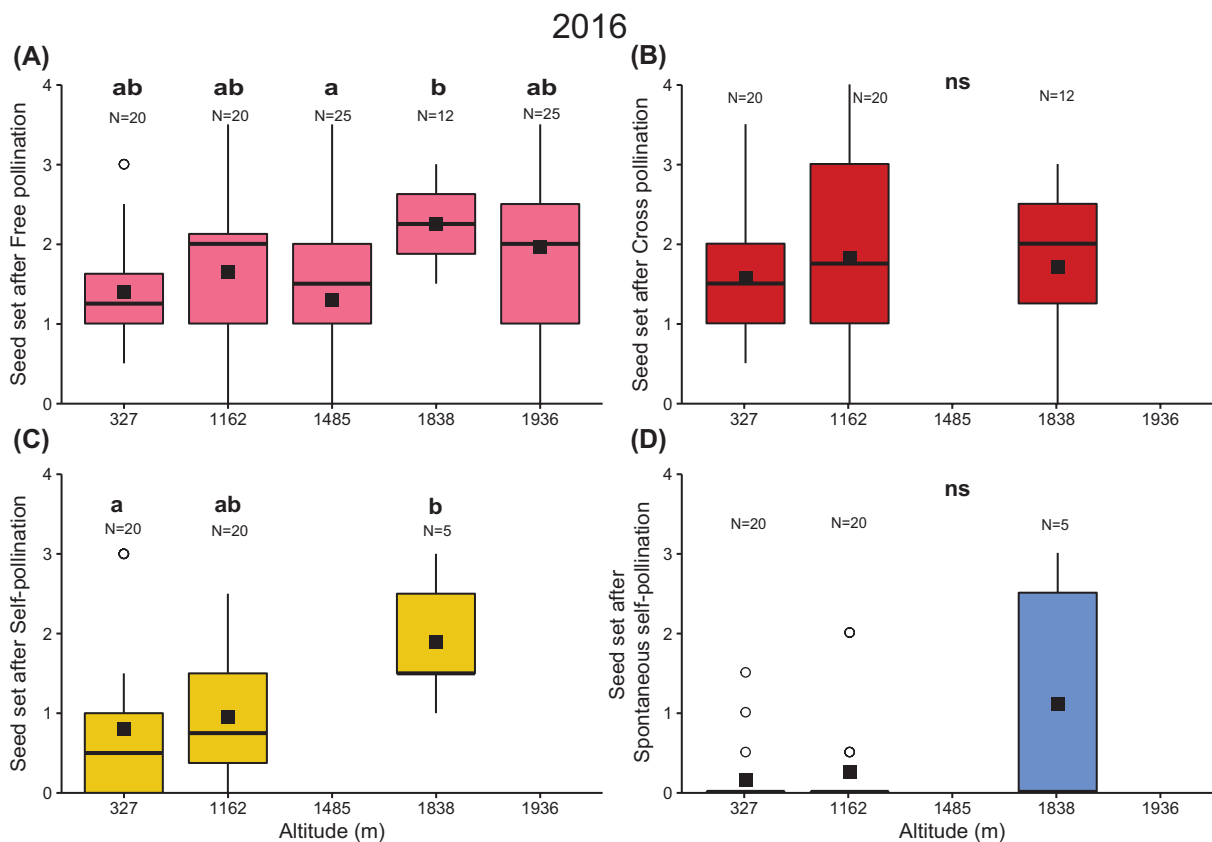 2016
(A)
ab ab a b ab
N=20 N=20 N=25 N=12 N=25
Seed set after Free pollination
4
3
2
1
0
327 1162 1485 1838 1936
(B)
ns
N=20 N=20 N=12
Seed set after Cross pollination
4
3
2
1
0
327 1162 1485 1838 1936
(C)
a ab b
N=20 N=20 N=5
Seed set after Self-pollination
4
3
2
1
0
327 1162 1485 1838 1936
Altitude (m)
(D)
ns
N=20 N=20 N=5
Seed set after
Spontaneous self-pollination
4
3
2
1
0
327 1162 1485 1838 1936
Altitude (m)